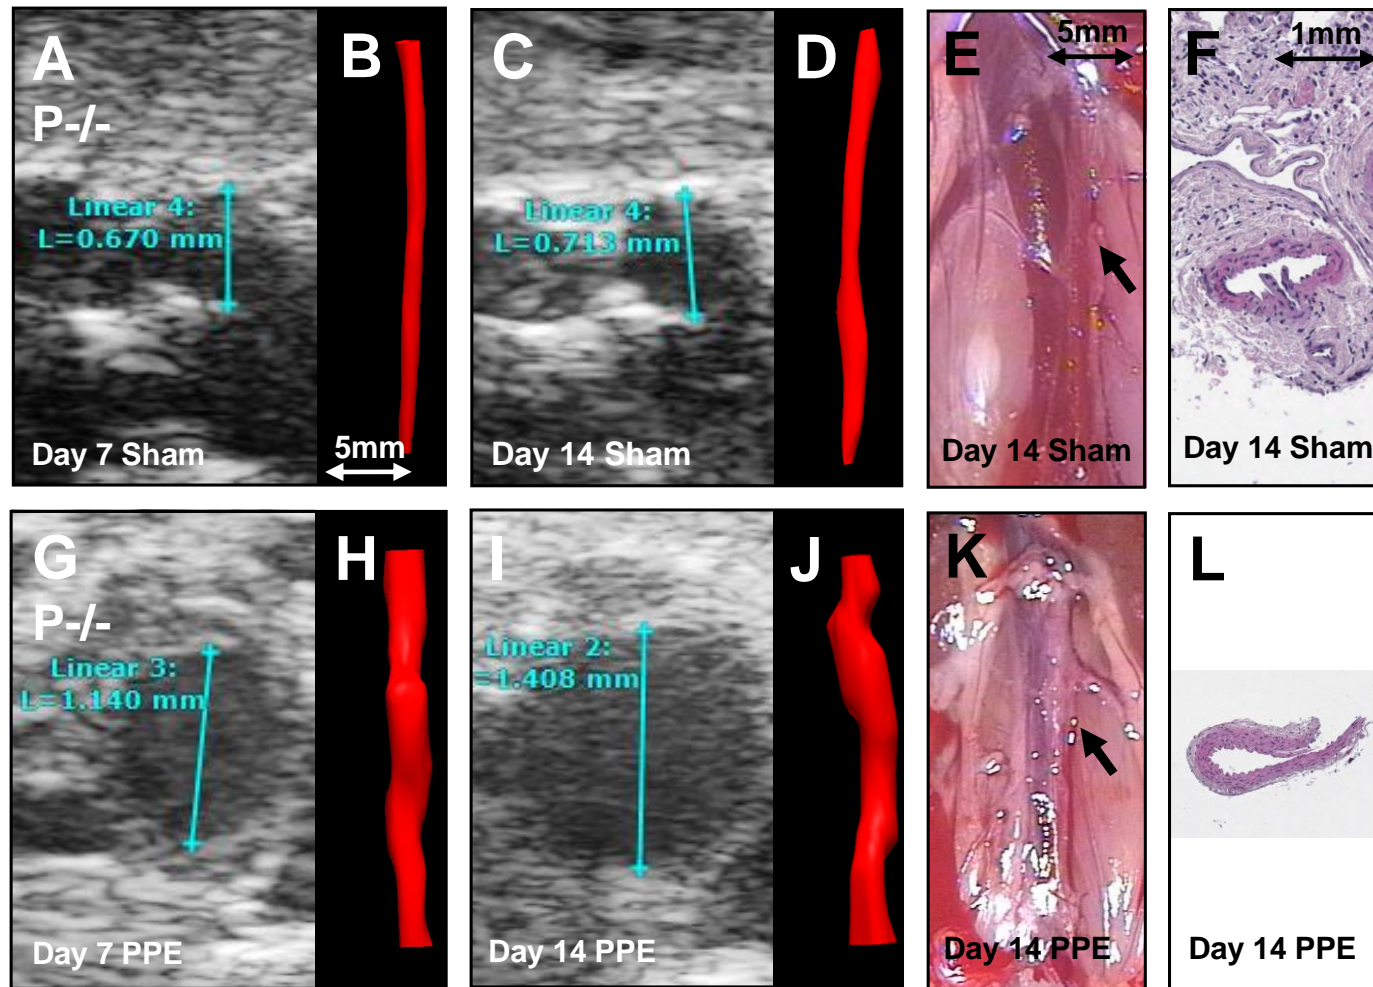 A
P-/-
Linear 4:
L=0.670 mm
Day 7 Sham
B
5mm
C
Linear 4:
L=0.713 mm
Day 14 Sham
D
E
5mm
Day 14 Sham
F
1mm
Day 14 Sham
G
P-/-
Linear 3:
L=1.140 mm
Day 7 PPE
H
I
Linear 2:
=1.408 mm
Day 14 PPE
J
K
Day 14 PPE
L
Day 14 PPE